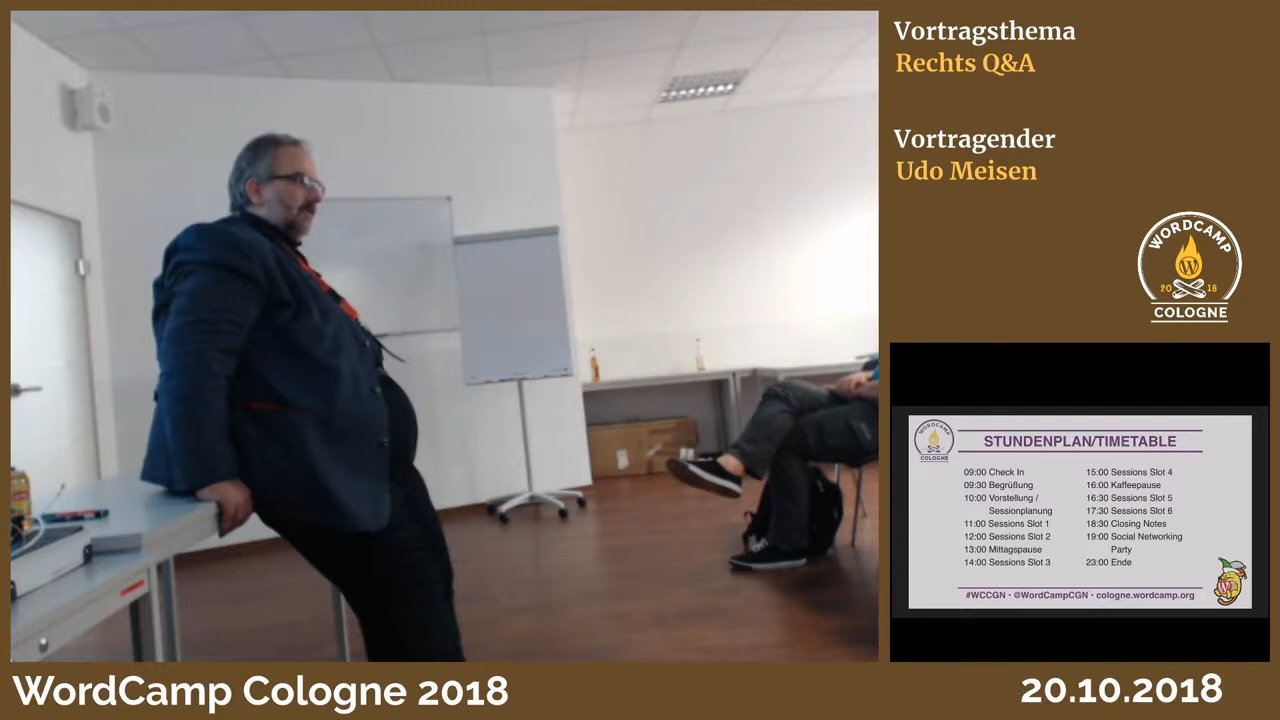 Vortragsthema
Rechts Q&A
Vortragender
Udo Meisen
WORDCAMP
20 18
COLOGNE
WORDCAMP
COLOGNE
STUNDENPLAN/TIMETABLE
09:00 Check In
09:30 Begrüßung
10:00 Vorstellung /
Sessionplanung
11:00 Sessions Slot 1
12:00 Sessions Slot 2
13:00 Mittagspause
14:00 Sessions Slot 3
15:00 Sessions Slot 4
16:00 Kaffeepause
16:30 Sessions Slot 5
17:30 Sessions Slot 6
18:30 Closing Notes
19:00 Social Networking
Party
23:00 Ende
#WCCGN • @WordCampCGN • cologne.wordcamp.org
WordCamp Cologne 2018
20.10.2018